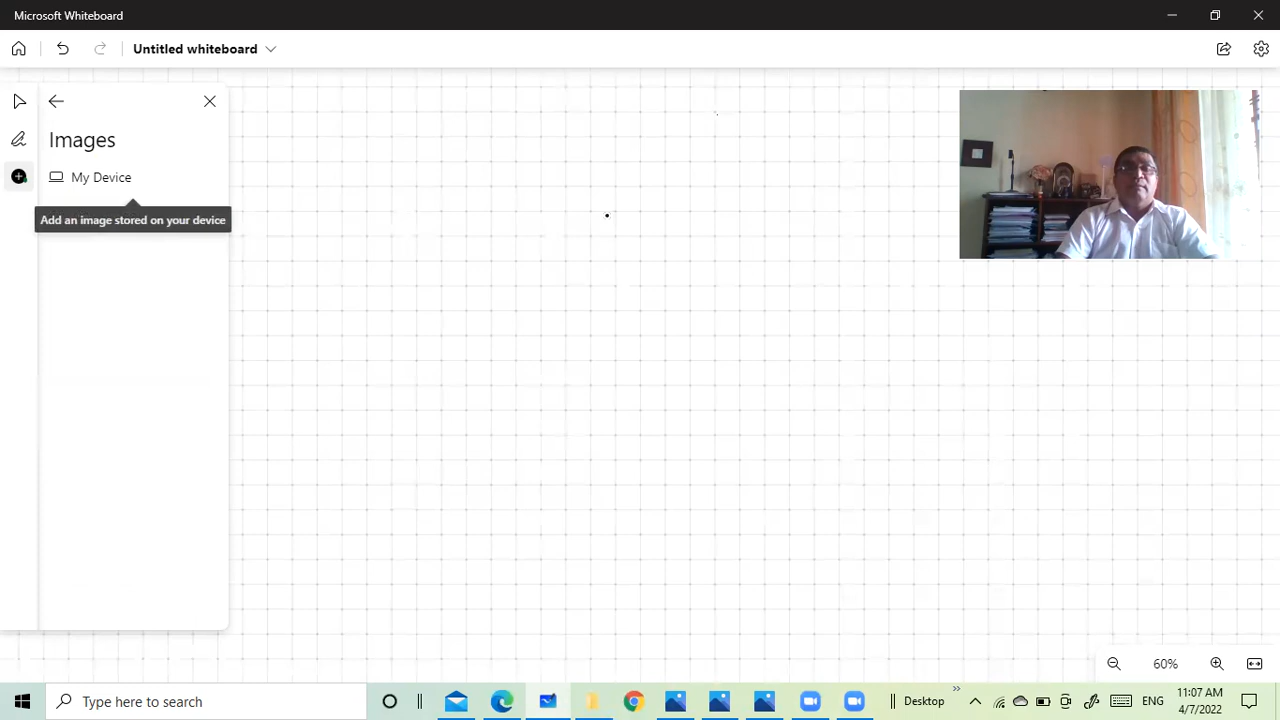 Microsoft Whiteboard
Untitled whiteboard
Images
My Device
Add an image stored on your device
60%
Type here to search
Desktop
ENG
11:07 AM
4/7/2022